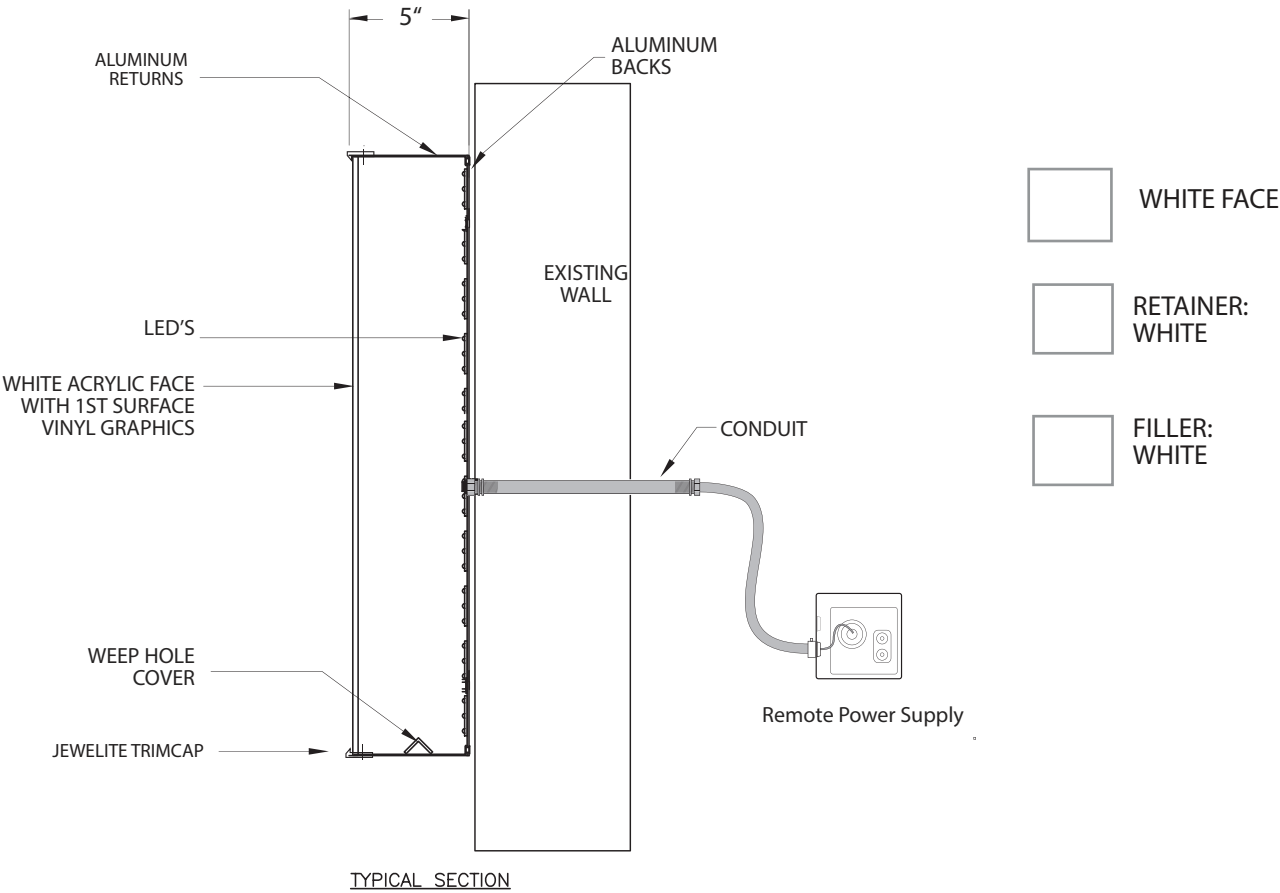 5“
ALUMINUM
RETURNS
ALUMINUM
BACKS
WHITE FACE
EXISTING
WALL
RETAINER:
WHITE
LED'S
WHITE ACRYLIC FACE
WITH 1ST SURFACE
VINYL GRAPHICS
CONDUIT
FILLER:
WHITE
WEEP HOLE
COVER
Remote Power Supply
JEWELITE TRIMCAP
TYPICAL SECTION